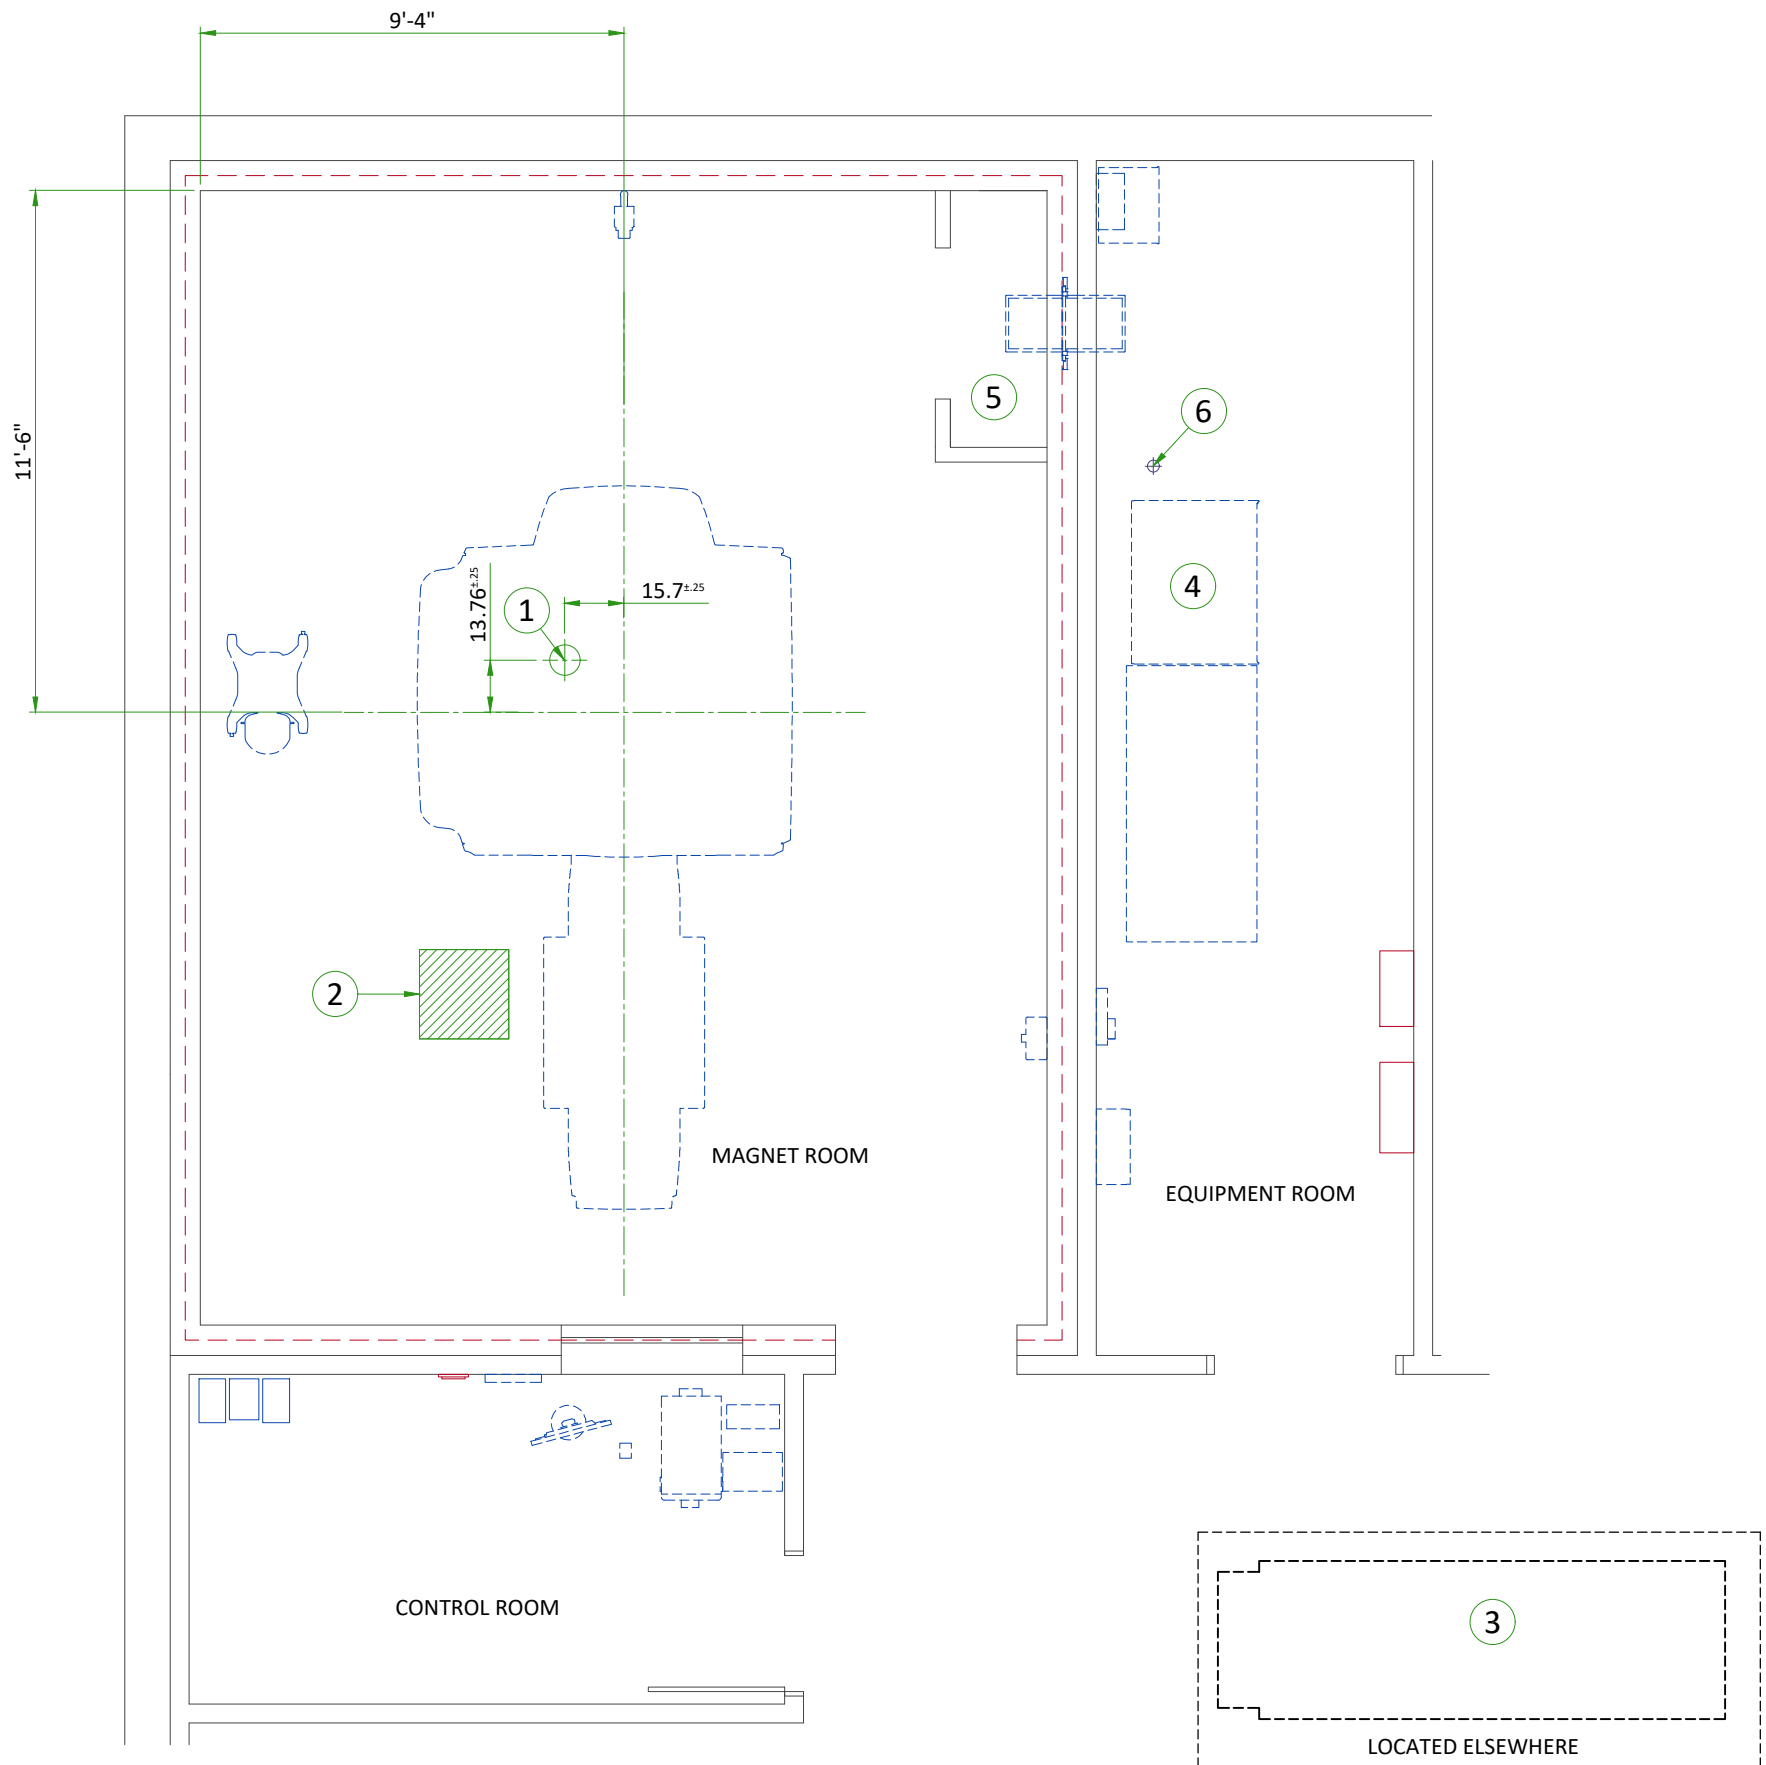 9'-4"
11'-6"
5
6
4
13.76±.25
15.7±.25
1
2
MAGNET ROOM
EQUIPMENT ROOM
CONTROL ROOM
3
LOCATED ELSEWHERE